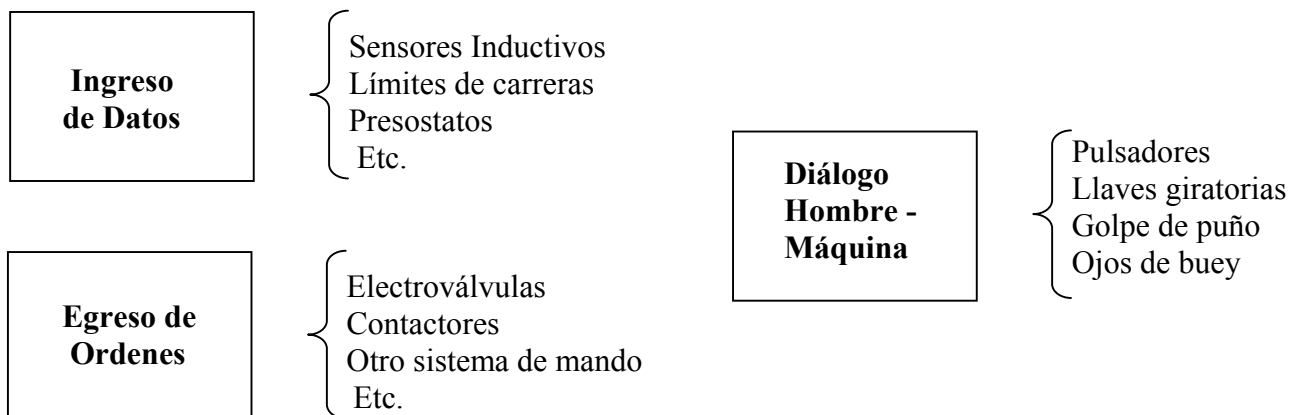 Ingreso
de Datos
Sensores Inductivos
Límites de carreras
Presostatos
Etc.
Egreso de
Ordenes
Electroválvulas
Contactores
Otro sistema de mando
Etc.
Diálogo
Hombre -
Máquina
Pulsadores
Llaves giratorias
Golpe de puño
Ojos de buey